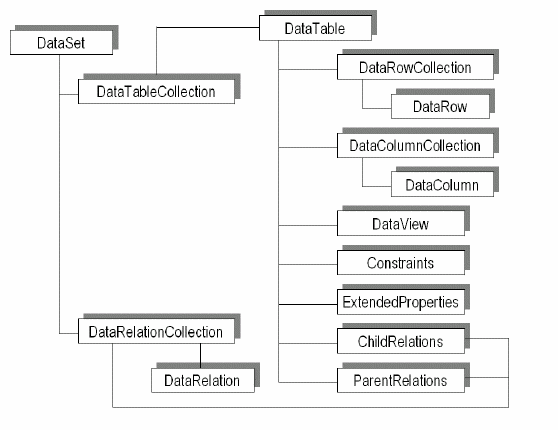 DataSet
DataTable
DataTableCollection
DataRowCollection
DataRow
DataColumnCollection
DataColumn
DataView
Constraints
ExtendedProperties
DataRelationCollection
ChildRelations
DataRelation
ParentRelations